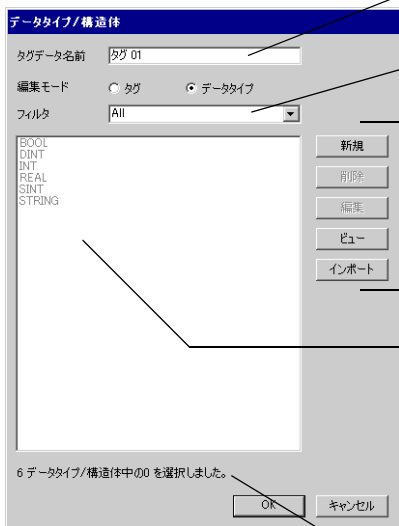 データタイプ/構造体
タグデータ名前 タグ 01
編集モード タグ データタイプ
フィルタ All
BOOL
DINT
INT
REAL
SINT
STRING
新規
削除
編集
ビュー
インポート
6 データタイプ/構造体中の0 を選択しました。
OK キャンセル